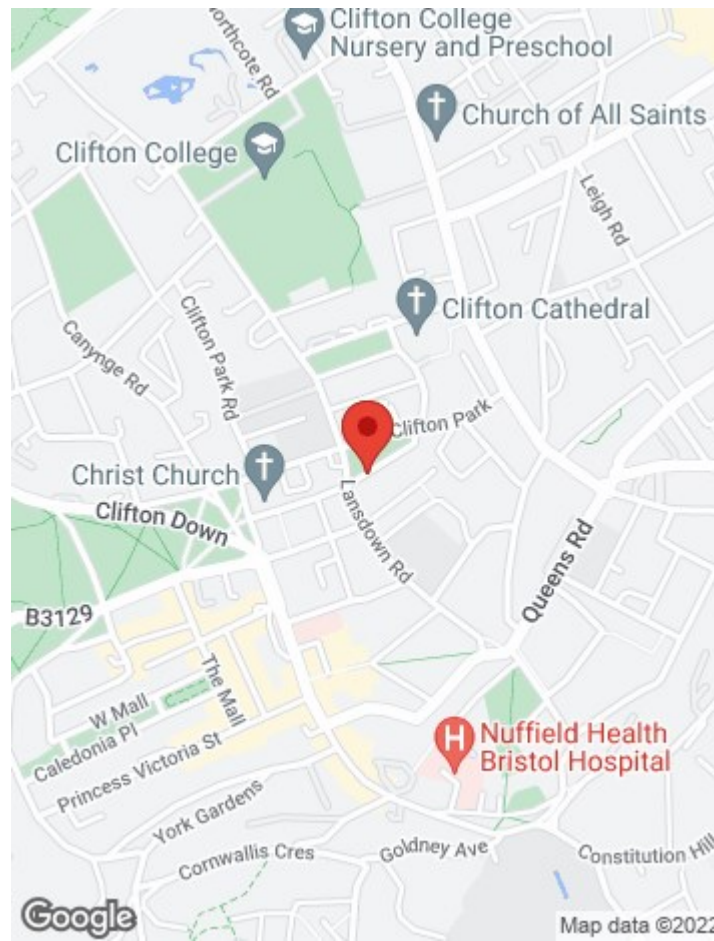 Clifton College
Nursery and Preschool
Northcote Rd
Church of All Saints
Clifton College
Leigh Rd
Clifton Cathedral
Clifton Park Rd
Canynge Rd
Clifton Park
Christ Church
Clifton Down
Lansdown Rd
Queens Rd
B3129
The Mall
W Mall
Caledonia Pl
Princess Victoria St
Nuffield Health
Bristol Hospital
York Gardens
Cornwallis Cres
Goldney Ave
Constitution Hill
Google
Map data ©2022